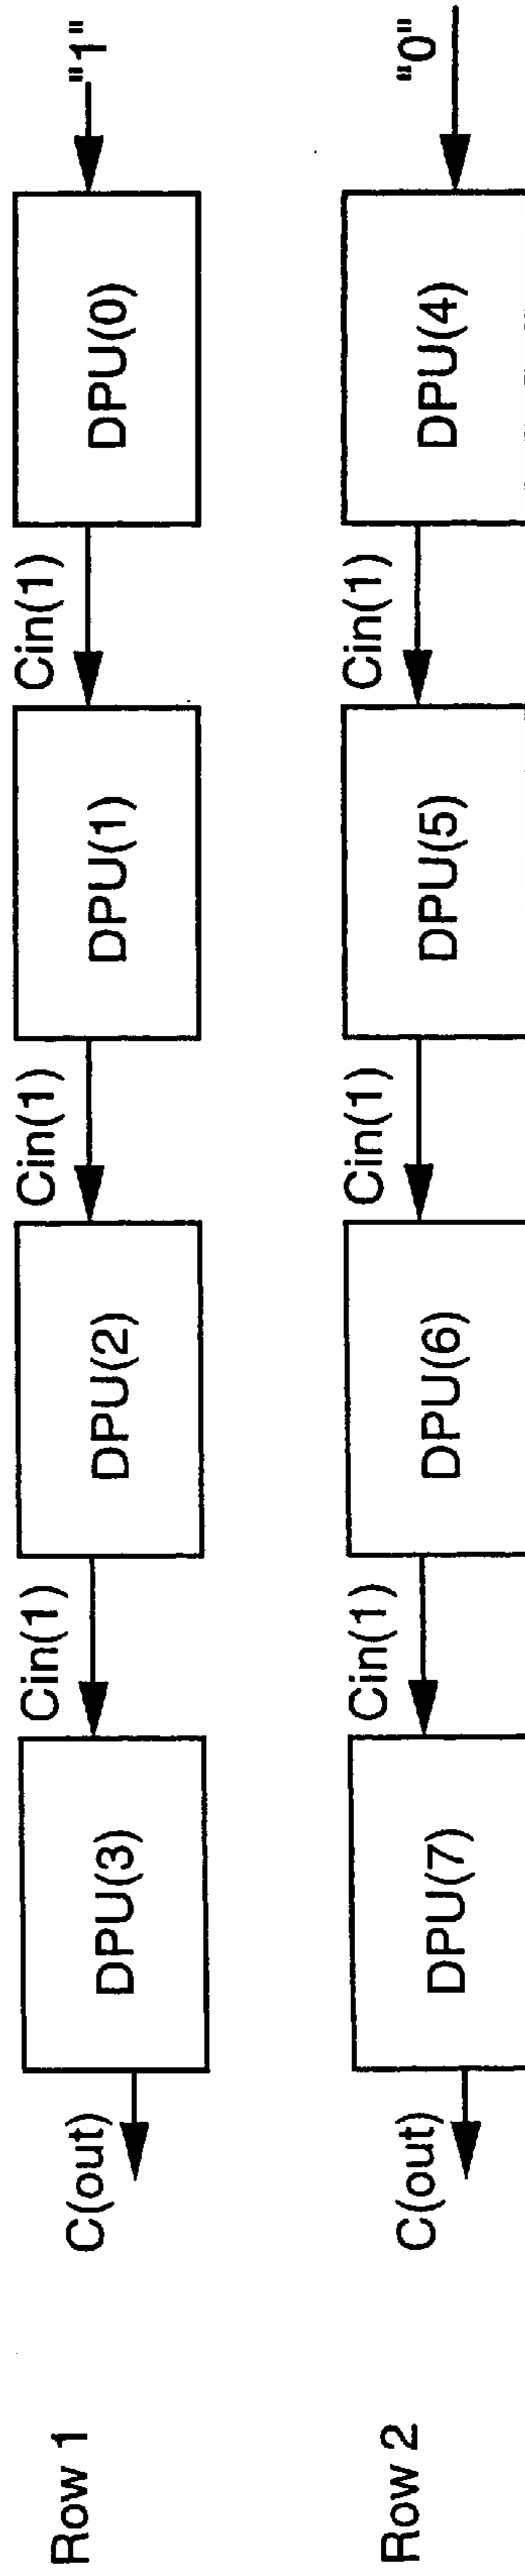 Row 1
C(out)
DPU(3)
Cin(1)
DPU(2)
Cin(1)
DPU(1)
Cin(1)
DPU(0)
"1"
Row 2
C(out)
DPU(7)
Cin(1)
DPU(6)
Cin(1)
DPU(5)
Cin(1)
DPU(4)
"0"